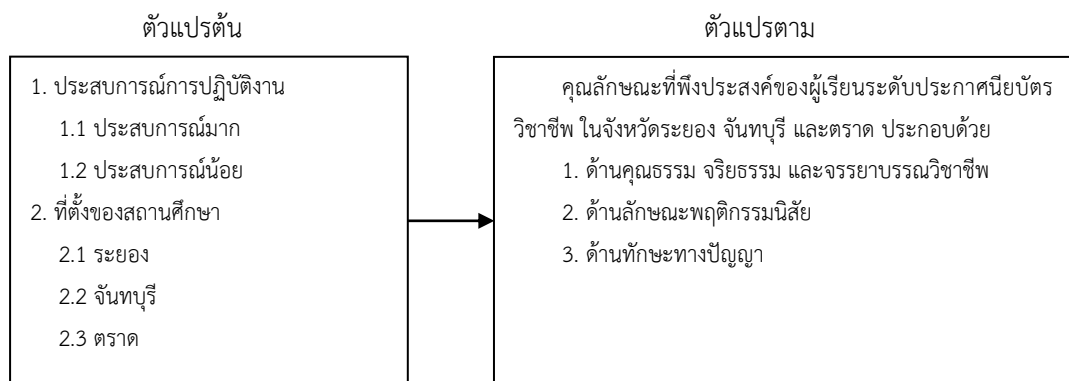 ตัวแปรต้น
1. ประสบการณ์การปฏิบัติงาน
1.1 ประสบการณ์มาก
1.2 ประสบการณ์น้อย
2. ที่ตั้งของสถานศึกษา
2.1 ระยอง
2.2 จันทบุรี
2.3 ตราด
ตัวแปรตาม
คุณลักษณะที่พึงประสงค์ของผู้เรียนระดับประกาศนียบัตร
วิชาชีพ ในจังหวัดระยอง จันทบุรี และตราด ประกอบด้วย
1. ด้านคุณธรรม จริยธรรม และจรรยาบรรณวิชาชีพ
2. ด้านลักษณะพฤติกรรมนิสัย
3. ด้านทักษะทางปัญญา